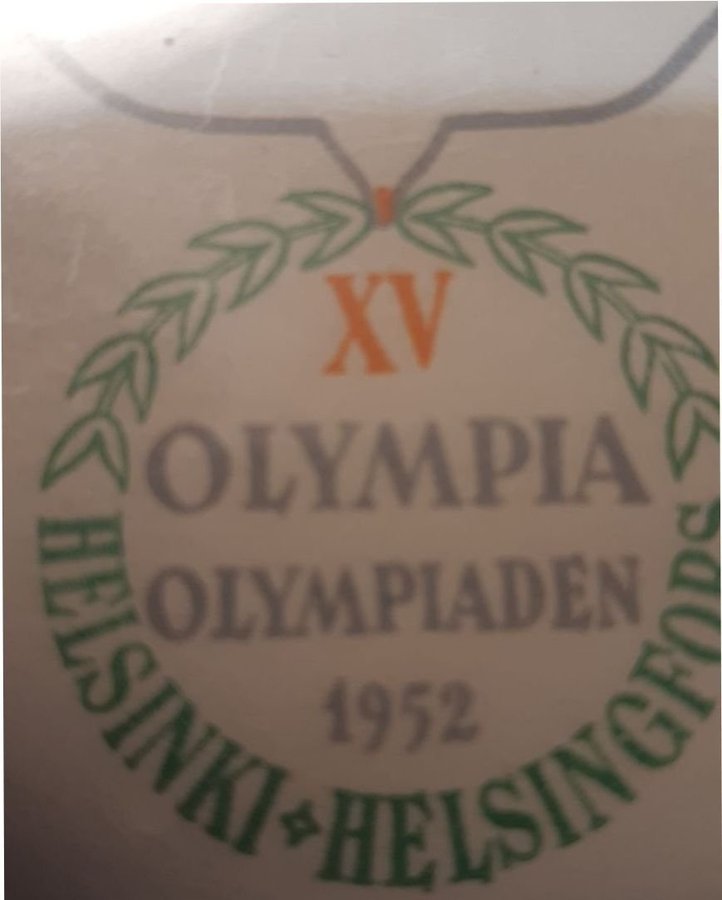 XV
OLYMPIA
OLYMPIADEN
1952
HELSINKI HELSINGFORS